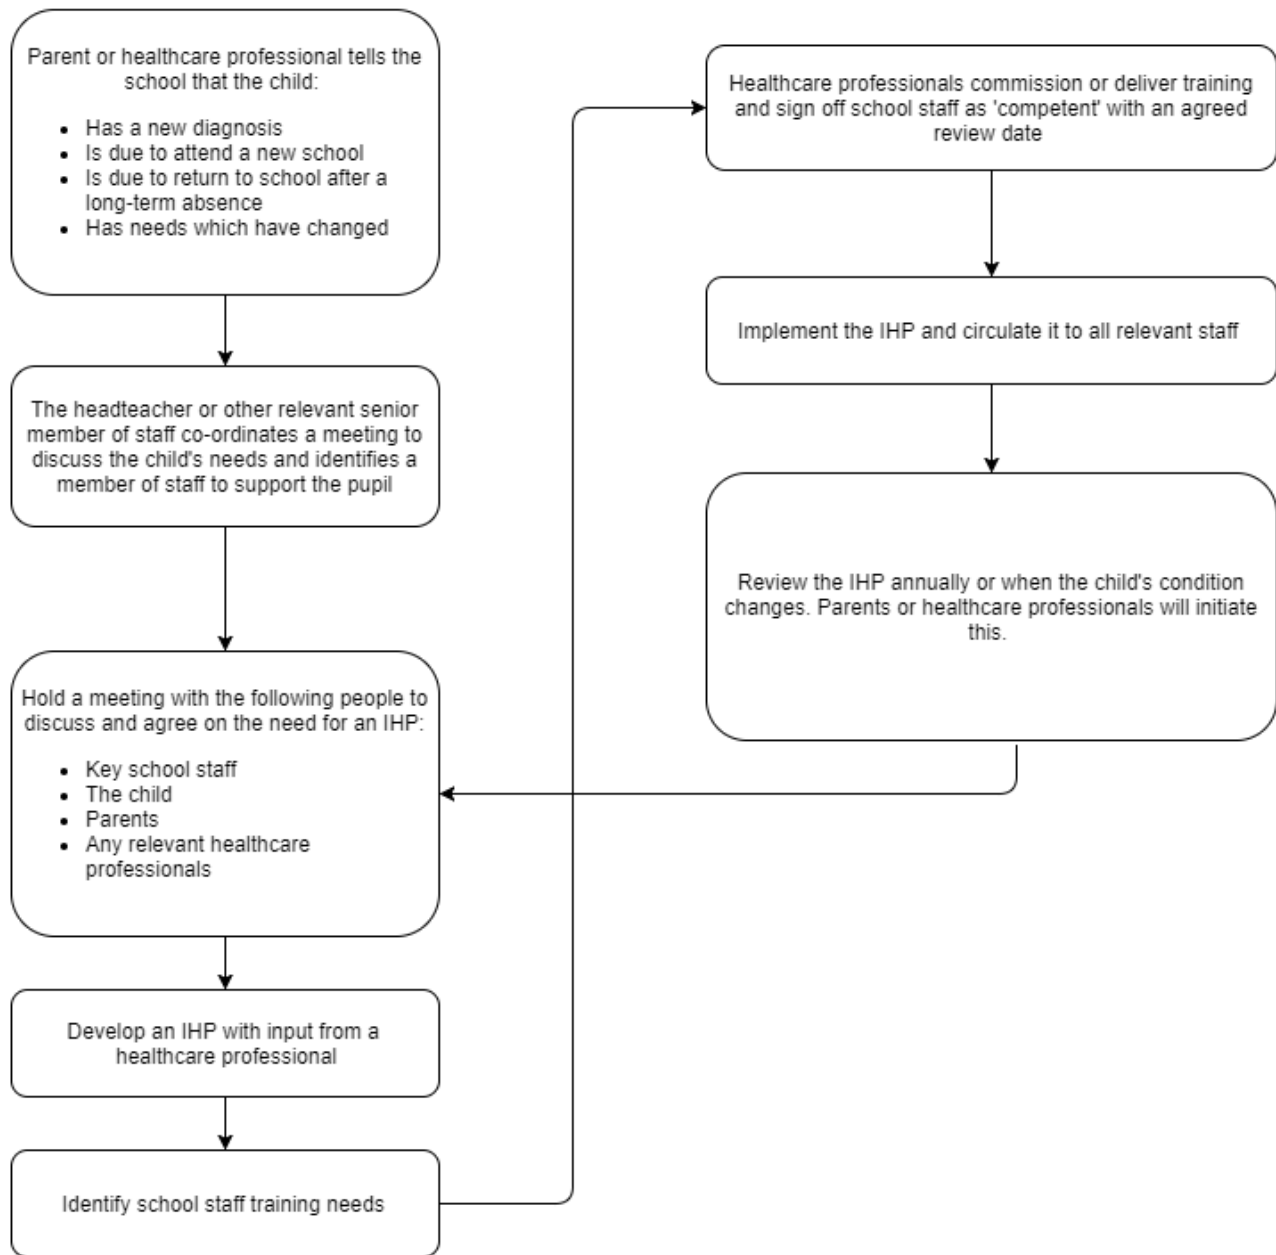 Parent or healthcare professional tells the
school that the child:
• Has a new diagnosis
• Is due to attend a new school
• Is due to return to school after a
long-term absence
• Has needs which have changed
The headteacher or other relevant senior
member of staff co-ordinates a meeting to
discuss the child's needs and identifies a
member of staff to support the pupil
Hold a meeting with the following people to
discuss and agree on the need for an IHP:
• Key school staff
• The child
• Parents
• Any relevant healthcare
professionals
Develop an IHP with input from a
healthcare professional
Identify school staff training needs
Healthcare professionals commission or deliver training
and sign off school staff as 'competent' with an agreed
review date
Implement the IHP and circulate it to all relevant staff
Review the IHP annually or when the child's condition
changes. Parents or healthcare professionals will initiate
this.